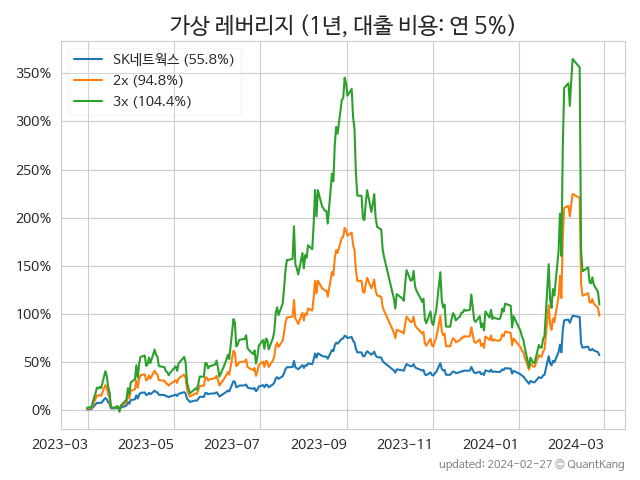 가상 레버리지 (1년, 대출 비용: 연 5%)
SK네트웍스 (55.8%)
2x (94.8%)
3x (104.4%)
350%
300%
250%
200%
150%
100%
50%
0%
2023-03 2023-05 2023-07 2023-09 2023-11 2024-01 2024-03
updated: 2024-02-27 © QuantKang